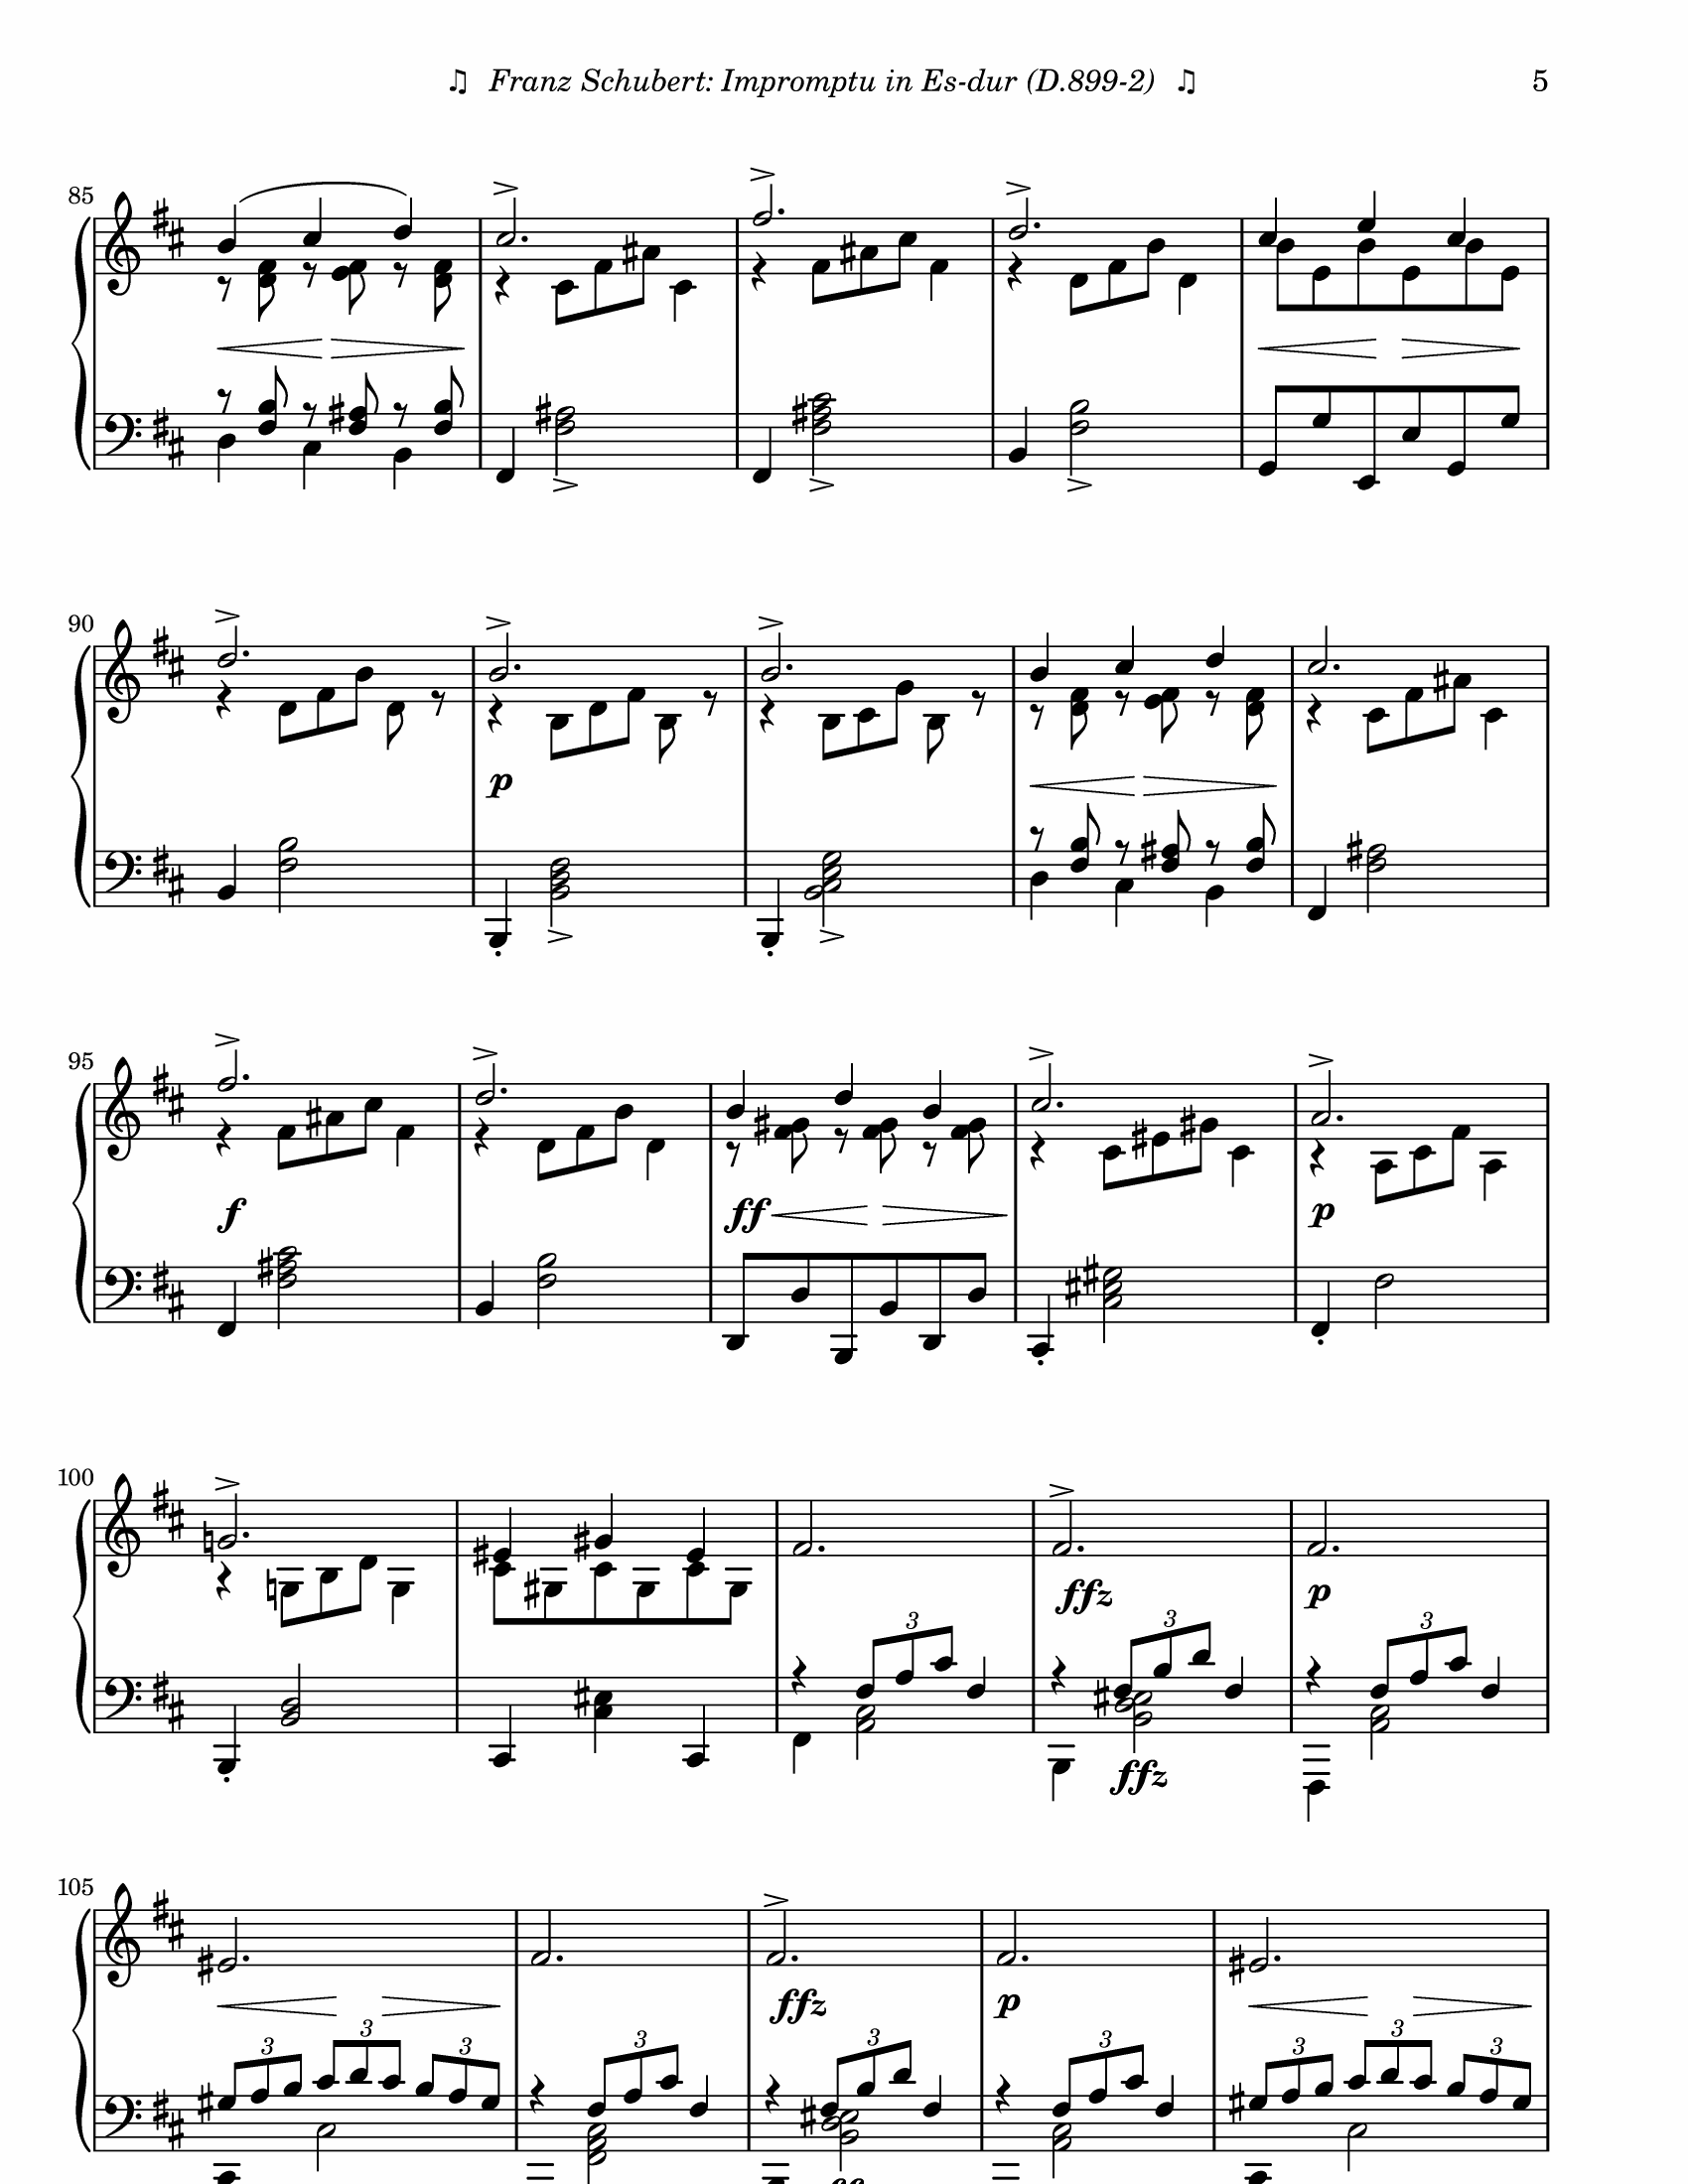 ♫ Franz Schubert: Impromptu in Es-dur (D.899-2) ♫ 5
85
90
p
95
f ff p
100
ffz p
3 3 3
ffz
105
ffz p
3 3 3 3 3 3 3 3 3